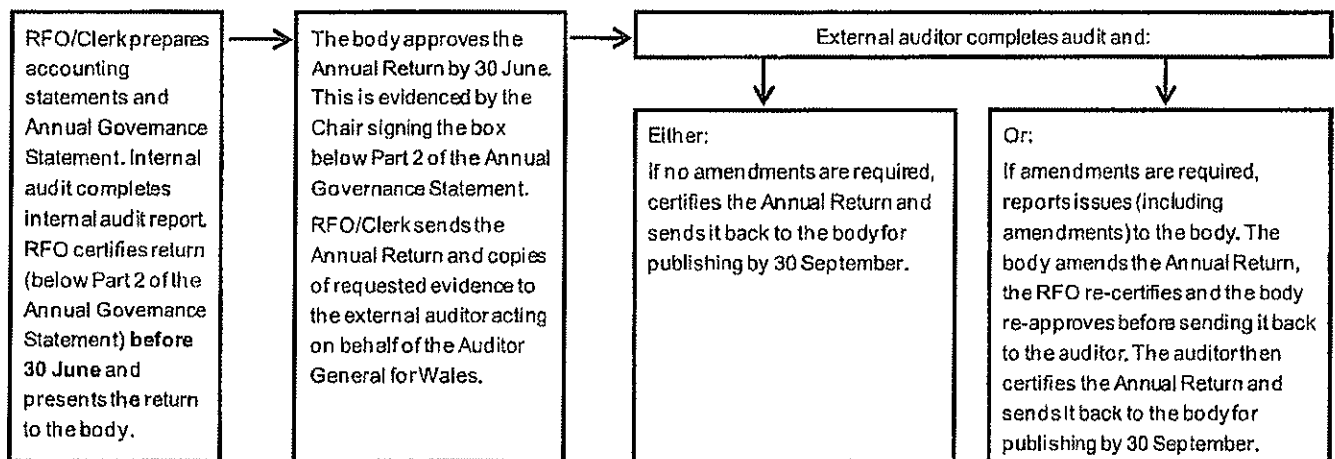 RFO/Clerk prepares
accounting
statements and
Annual Governance
Statement. Internal
audit completes
internal audit report.
RFO certifies return
(below Part 2 of the
Annual Governance
Statement) before
30 June and
presents the return
to the body.
The body approves the
Annual Return by 30 June.
This is evidenced by the
Chair signing the box
below Part 2 of the Annual
Governance Statement.
RFO/Clerk sends the
Annual Return and copies
of requested evidence to
the external auditor acting
on behalf of the Auditor
General for Wales.
External auditor completes audit and:
Either:
If no amendments are required,
certifies the Annual Return and
sends it back to the body for
publishing by 30 September.
Or:
If amendments are required,
reports issues (including
amendments) to the body. The
body amends the Annual Return,
the RFO re-certifies and the body
re-approves before sending it back
to the auditor. The auditor then
certifies the Annual Return and
sends it back to the body for
publishing by 30 September.